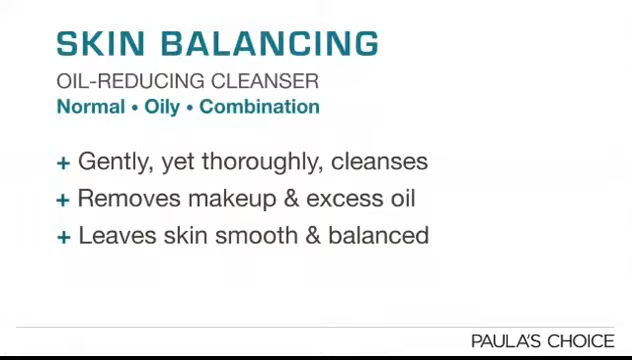 SKIN BALANCING
OIL-REDUCING CLEANSER
Normal • Oily • Combination
+ Gently, yet thoroughly, cleanses
+ Removes makeup & excess oil
+ Leaves skin smooth & balanced
PAULA'S CHOICE